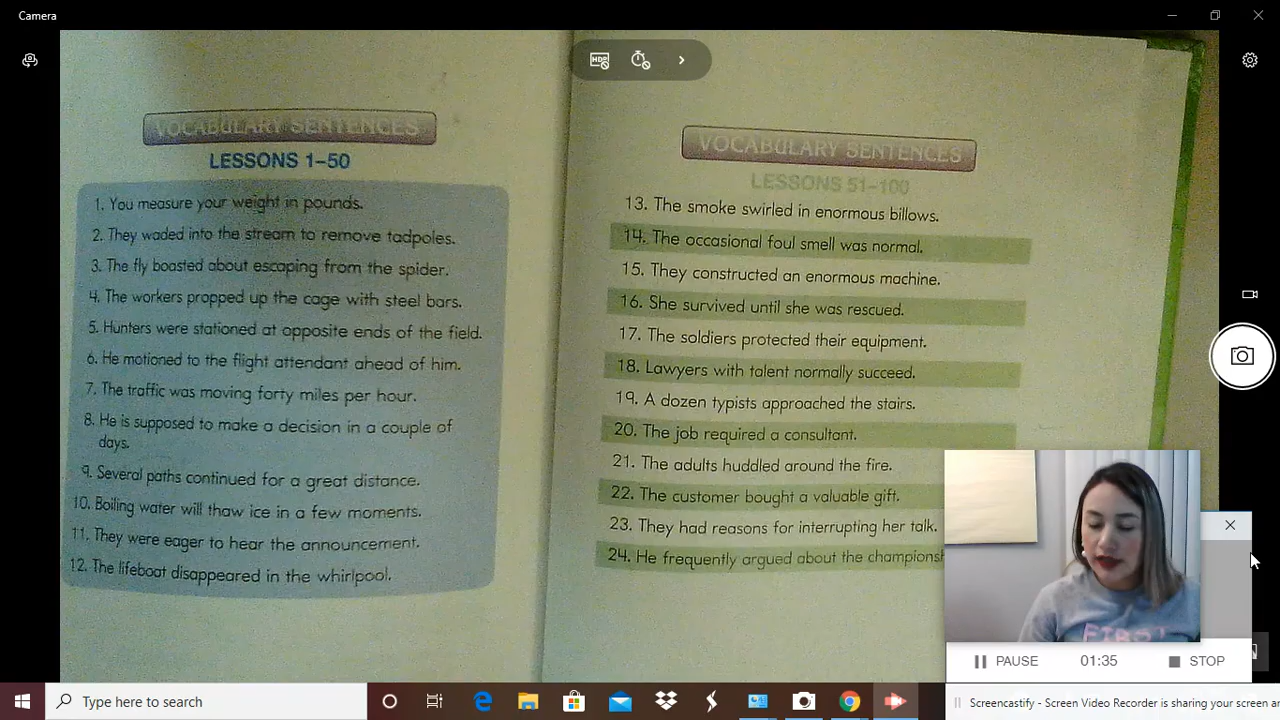 Camera
VOCABULARY SENTENCES
LESSONS 1–50
1. You measure your weight in pounds.
2. They waded into the stream to remove tadpoles.
3. The fly boasted about escaping from the spider.
4. The workers propped up the cage with steel bars.
5. Hunters were stationed at opposite ends of the field.
6. He motioned to the flight attendant ahead of him.
7. The traffic was moving forty miles per hour.
8. He is supposed to make a decision in a couple of
days.
9. Several paths continued for a great distance.
10. Boiling water will thaw ice in a few moments.
11. They were eager to hear the announcement.
12. The lifeboat disappeared in the whirlpool.
VOCABULARY SENTENCES
LESSONS 51–100
13. The smoke swirled in enormous billows.
14. The occasional foul smell was normal.
15. They constructed an enormous machine.
16. She survived until she was rescued.
17. The soldiers protected their equipment.
18. Lawyers with talent normally succeed.
19. A dozen typists approached the stairs.
20. The job required a consultant.
21. The adults huddled around the fire.
22. The customer bought a valuable gift.
23. They had reasons for interrupting her talk.
24. He frequently argued about the championsh
FIRST
PAUSE 01:35 STOP
Type here to search
Screencastify - Screen Video Recorder is sharing your screen a